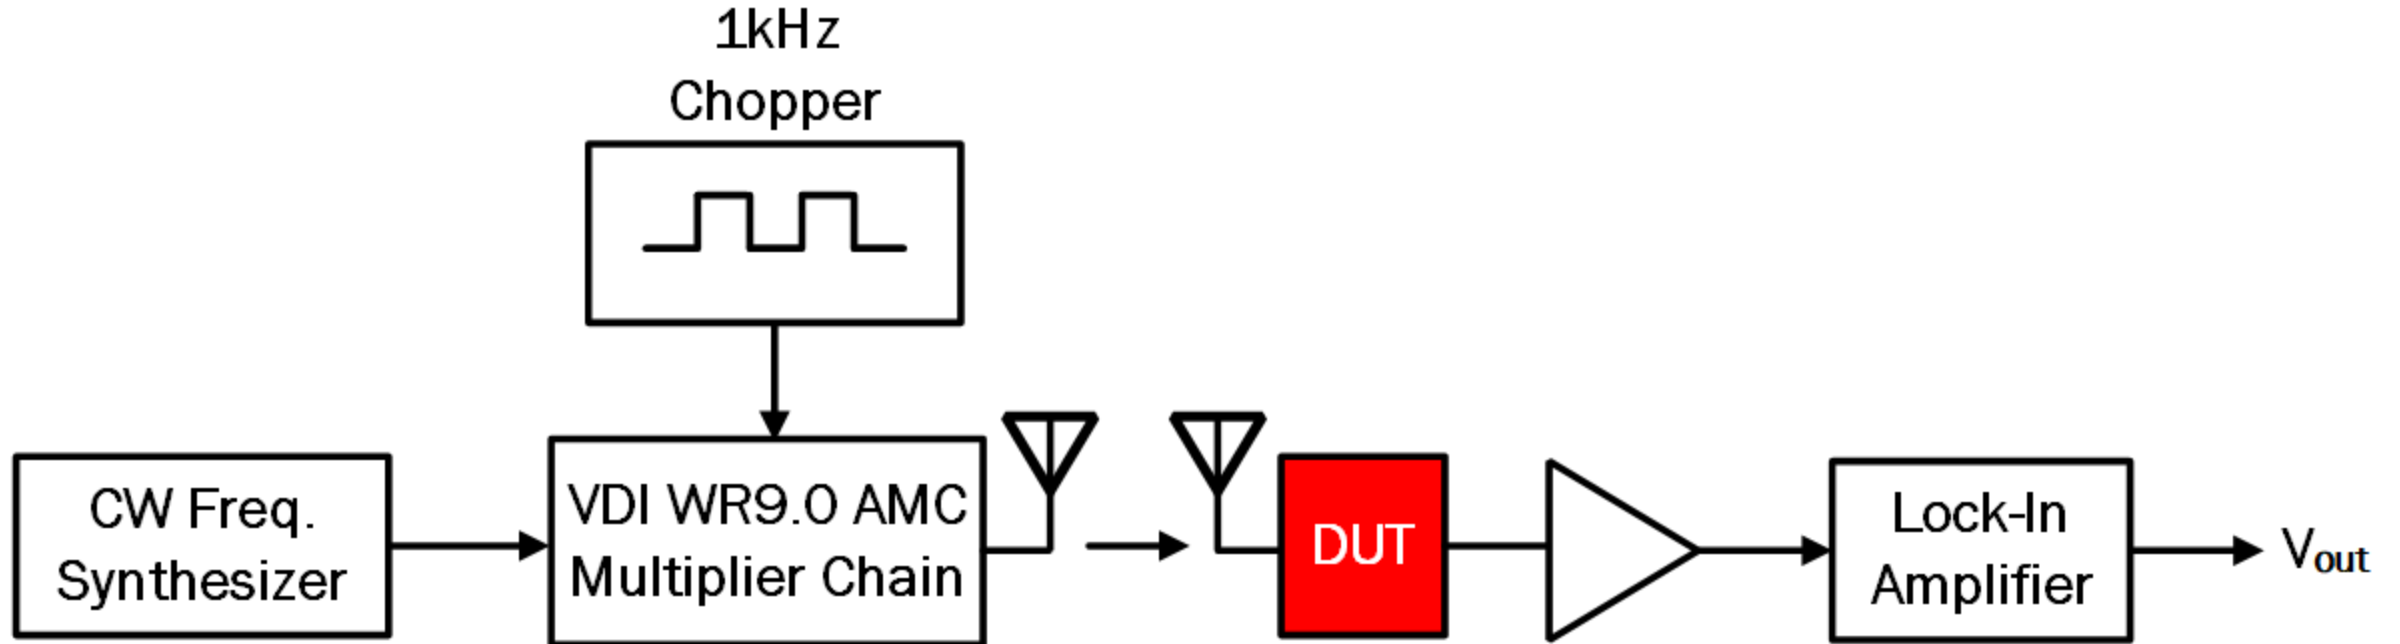 1kHz
Chopper
CW Freq.
Synthesizer
VDI WR9.0 AMC
Multiplier Chain
DUT
Lock-In
Amplifier
Vout